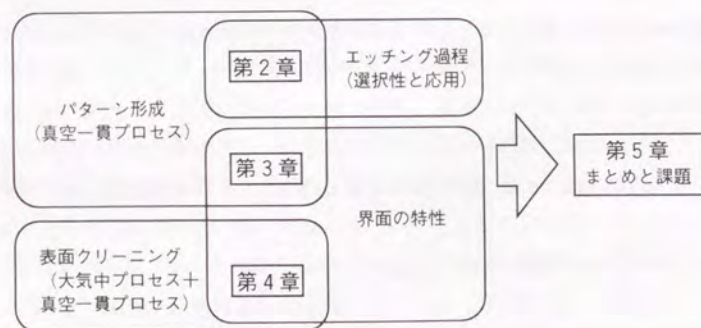 第2章
エッチング過程
(選択性と応用)
パターン形成
(真空一貫プロセス)
第3章
第5章
まとめと課題
界面の特性
表面クリーニング
(大気中プロセス+
真空一貫プロセス)
第4章